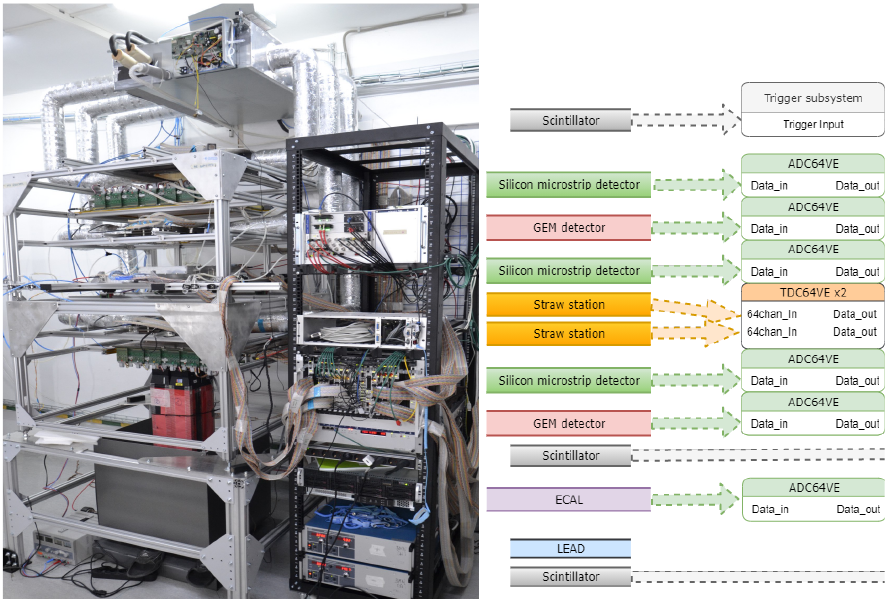 Scintillator
Trigger subsystem
Trigger Input
Silicon microstrip detector
ADC64VE
Data_in Data_out
GEM detector
ADC64VE
Data_in Data_out
Silicon microstrip detector
ADC64VE
Data_in Data_out
Straw station
Straw station
TDC64VE x2
64chan_In Data_out
64chan_In Data_out
Silicon microstrip detector
ADC64VE
Data_in Data_out
GEM detector
ADC64VE
Data_in Data_out
Scintillator
ECAL
ADC64VE
Data_in Data_out
LEAD
Scintillator